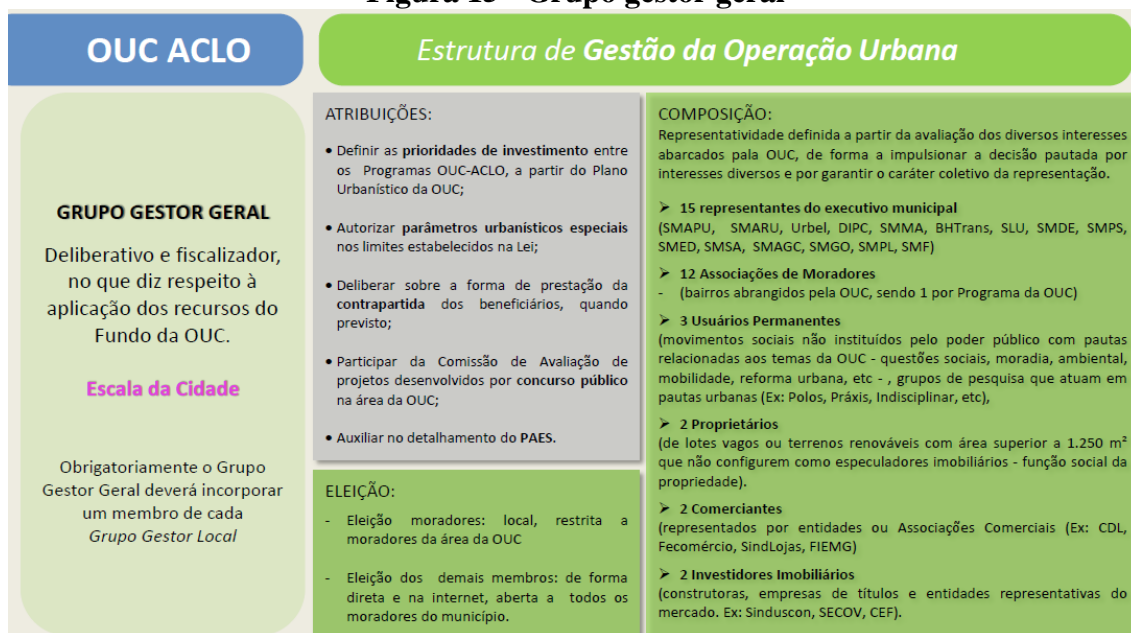 Figura 15 - Grupo gestor geral
OUC ACLO
Estrutura de Gestão da Operação Urbana
GRUPO GESTOR GERAL
Deliberativo e fiscalizador,
no que diz respeito à
aplicação dos recursos do
Fundo da OUC.
Escala da Cidade
Obrigatoriamente o Grupo
Gestor Geral deverá incorporar
um membro de cada
Grupo Gestor Local
ATRIBUIÇÕES:
• Definir as prioridades de investimento entre
os Programas OUC-ACLO, a partir do Plano
Urbanístico da OUC;
• Autorizar parâmetros urbanísticos especiais
nos limites estabelecidos na Lei;
• Deliberar sobre a forma de prestação da
contrapartida dos beneficiários, quando
previsto;
• Participar da Comissão de Avaliação de
projetos desenvolvidos por concurso público
na área da OUC;
• Auxiliar no detalhamento do PAES.
ELEIÇÃO:
- Eleição moradores: local, restrita a
moradores da área da OUC
- Eleição dos demais membros: de forma
direta e na internet, aberta a todos os
moradores do município.
COMPOSIÇÃO:
Representatividade definida a partir da avaliação dos diversos interesses
abarcados pala OUC, de forma a impulsionar a decisão pautada por
interesses diversos e por garantir o caráter coletivo da representação.
➤ 15 representantes do executivo municipal
(SMAPU, SMARU, Urbel, DIPC, SMMA, BHTrans, SLU, SMDE, SMPS,
SMED, SMSA, SMAGC, SMGO, SMPL, SMF)
➤ 12 Associações de Moradores
- (bairros abrangidos pela OUC, sendo 1 por Programa da OUC)
➤ 3 Usuários Permanentes
(movimentos sociais não instituídos pelo poder público com pautas
relacionadas aos temas da OUC - questões sociais, moradia, ambiental,
mobilidade, reforma urbana, etc - , grupos de pesquisa que atuam em
pautas urbanas (Ex: Polos, Práxis, Indisciplinar, etc),
➤ 2 Proprietários
(de lotes vagos ou terrenos renováveis com área superior a 1.250 m²
que não configurem como especuladores imobiliários - função social da
propriedade).
➤ 2 Comerciantes
(representados por entidades ou Associações Comerciais (Ex: CDL,
Fecomércio, SindLojas, FIEMG)
➤ 2 Investidores Imobiliários
(construtoras, empresas de títulos e entidades representativas do
mercado. Ex: Sinduscon, SECOV, CEF).